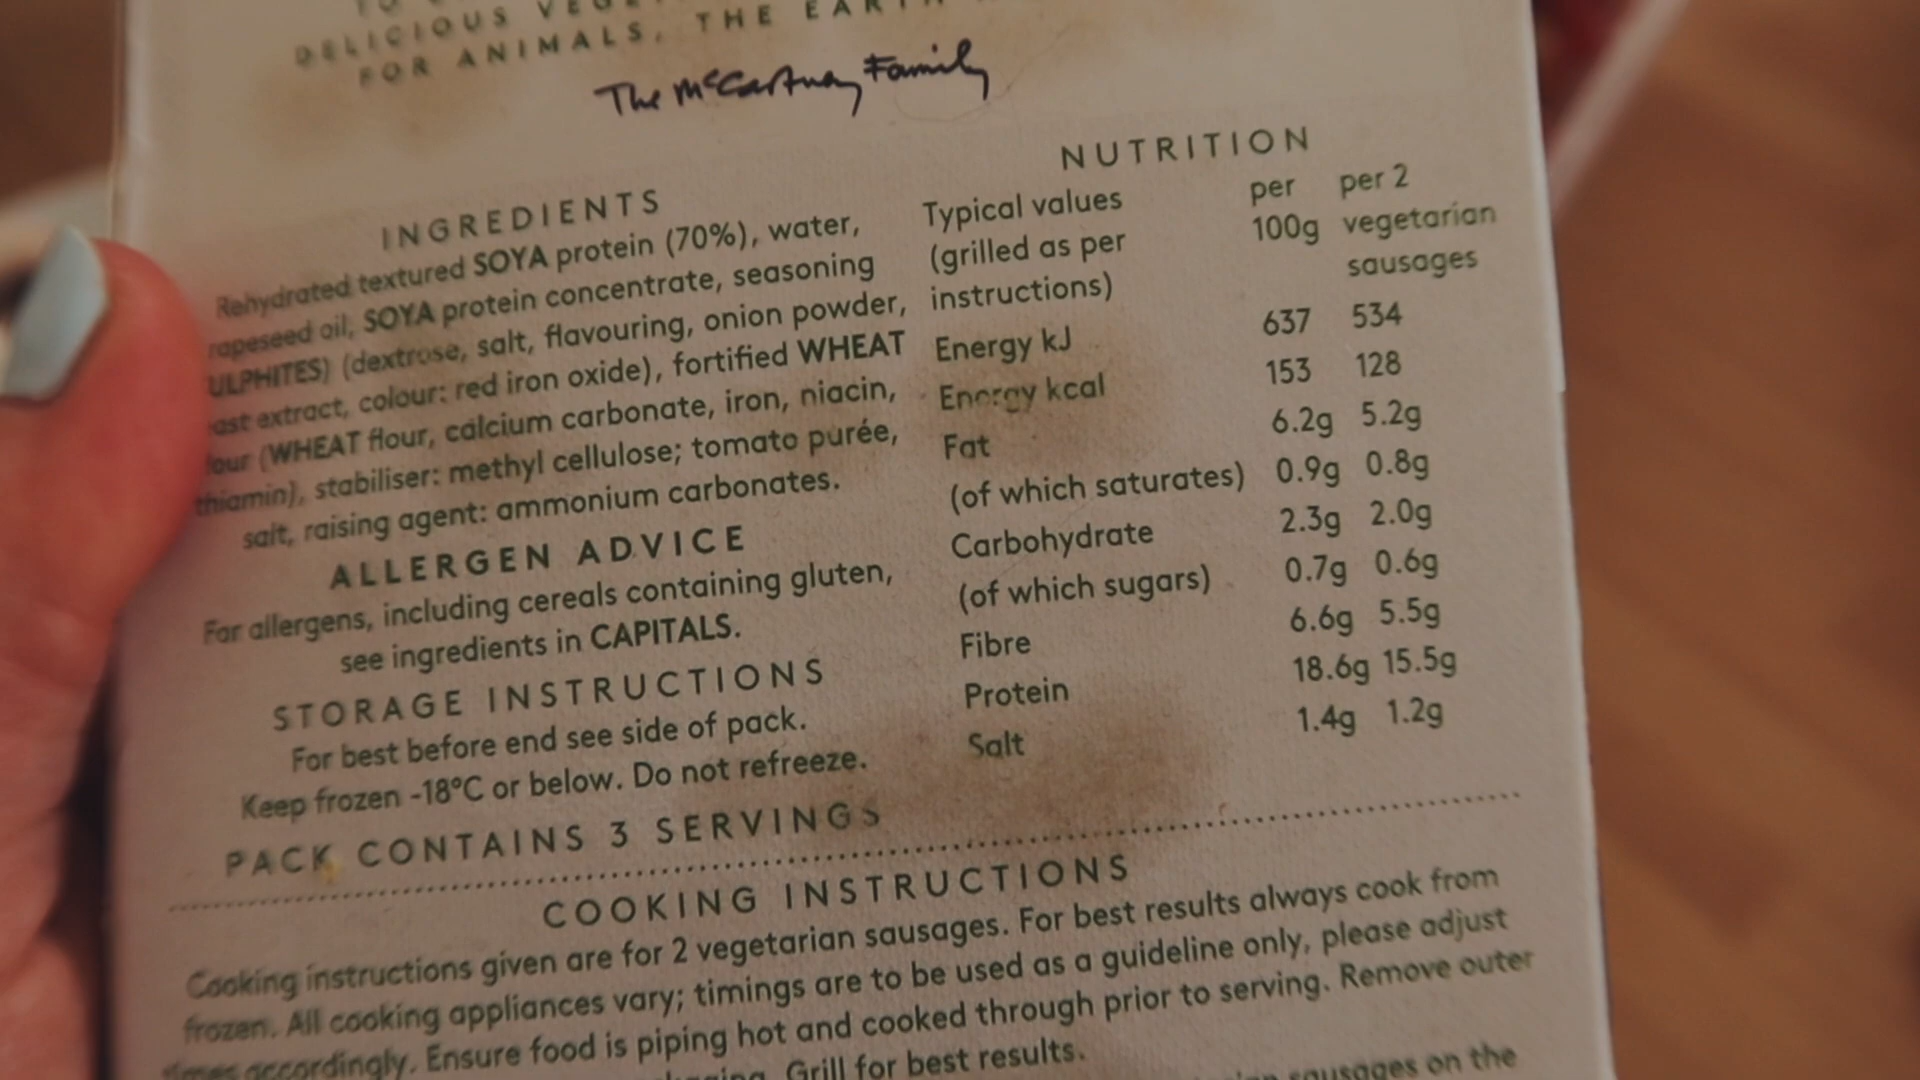 DELICIOUS
FOR ANIMALS, THE EARTH
The McCartney Family
INGREDIENTS
Rehydrated textured SOYA protein (70%), water,
rapeseed oil, SOYA protein concentrate, seasoning
ULPHITES) (dextrose, salt, flavouring, onion powder,
ast extract, colour: red iron oxide), fortified WHEAT
lour (WHEAT flour, calcium carbonate, iron, niacin,
thiamin), stabiliser: methyl cellulose; tomato purée,
salt, raising agent: ammonium carbonates.
ALLERGEN ADVICE
For allergens, including cereals containing gluten,
see ingredients in CAPITALS.
STORAGE INSTRUCTIONS
For best before end see side of pack.
Keep frozen -18°C or below. Do not refreeze.
PACK CONTAINS 3 SERVINGS
NUTRITION
Typical values per per 2
(grilled as per 100g vegetarian
instructions) sausages
Energy kJ 637 534
Energy kcal 153 128
Fat 6.2g 5.2g
(of which saturates) 0.9g 0.8g
Carbohydrate 2.3g 2.0g
(of which sugars) 0.7g 0.6g
Fibre 6.6g 5.5g
Protein 18.6g 15.5g
Salt 1.4g 1.2g
COOKING INSTRUCTIONS
Cooking instructions given are for 2 vegetarian sausages. For best results always cook from
frozen. All cooking appliances vary; timings are to be used as a guideline only, please adjust
times accordingly. Ensure food is piping hot and cooked through prior to serving. Remove outer
Grill for best results.
sausages on the